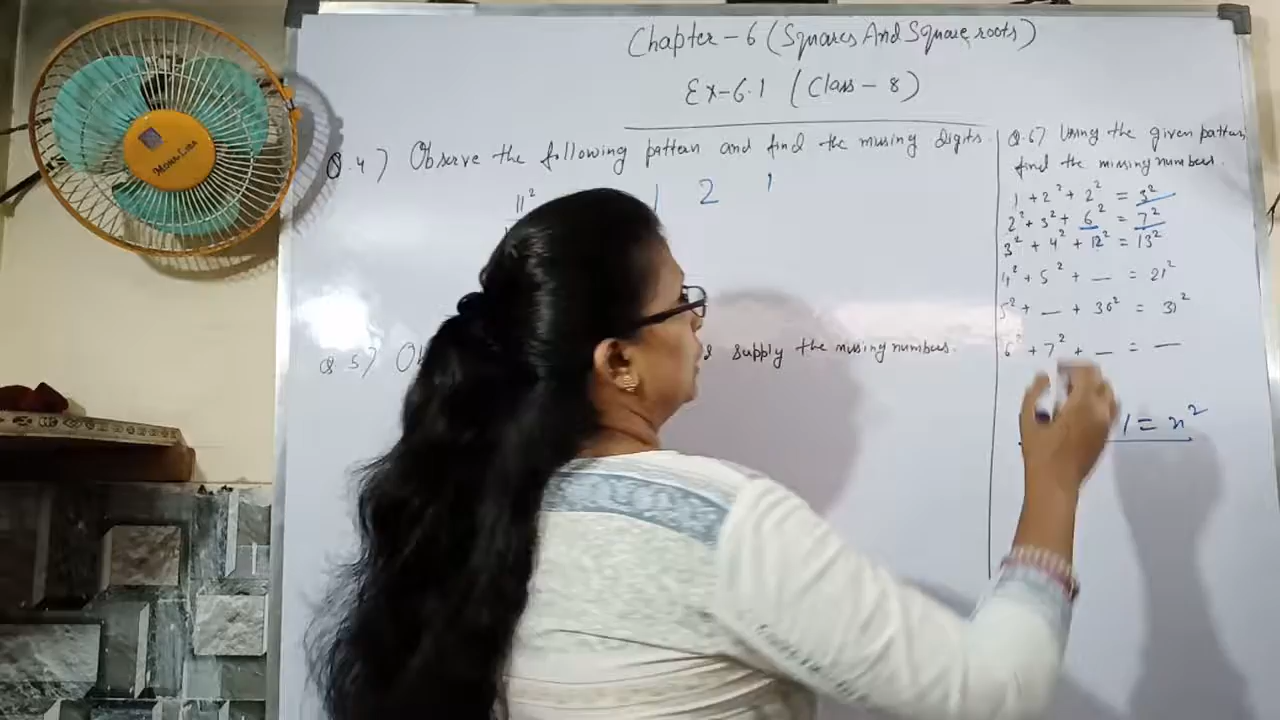 Chapter - 6 (Squares And Square roots)
Ex-6.1 (Class - 8)
Q.4) Observe the following pattern and find the missing digits.
11² 1 2 1
Q.5) supply the missing numbers.
Q.6) Using the given pattern,
find the missing numbers.
1 + 2² + 2² = 3²
2² + 3² + 6² = 7²
3² + 4² + 12² = 13²
4² + 5² + __ = 21²
5² + __ + 30² = 31²
6² + 7² + __ = __
1 = n²
MONA LISA